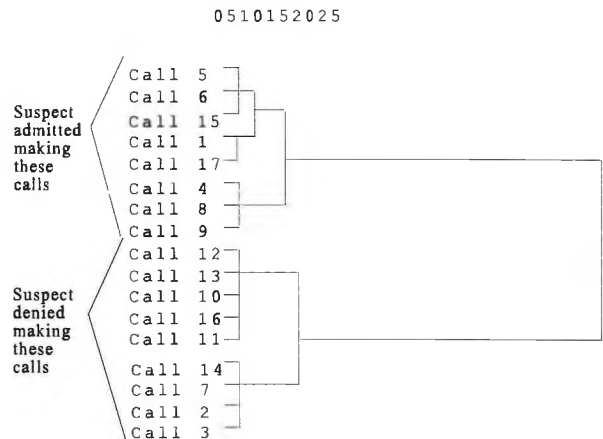 0510152025
Call 5
Call 6
Call 15
Call 1
Call 17
Call 4
Call 8
Call 9
Call 12
Call 13
Call 10
Call 16
Call 11
Call 14
Call 7
Call 2
Call 3
Suspect
admitted
making
these
calls
Suspect
denied
making
these
calls